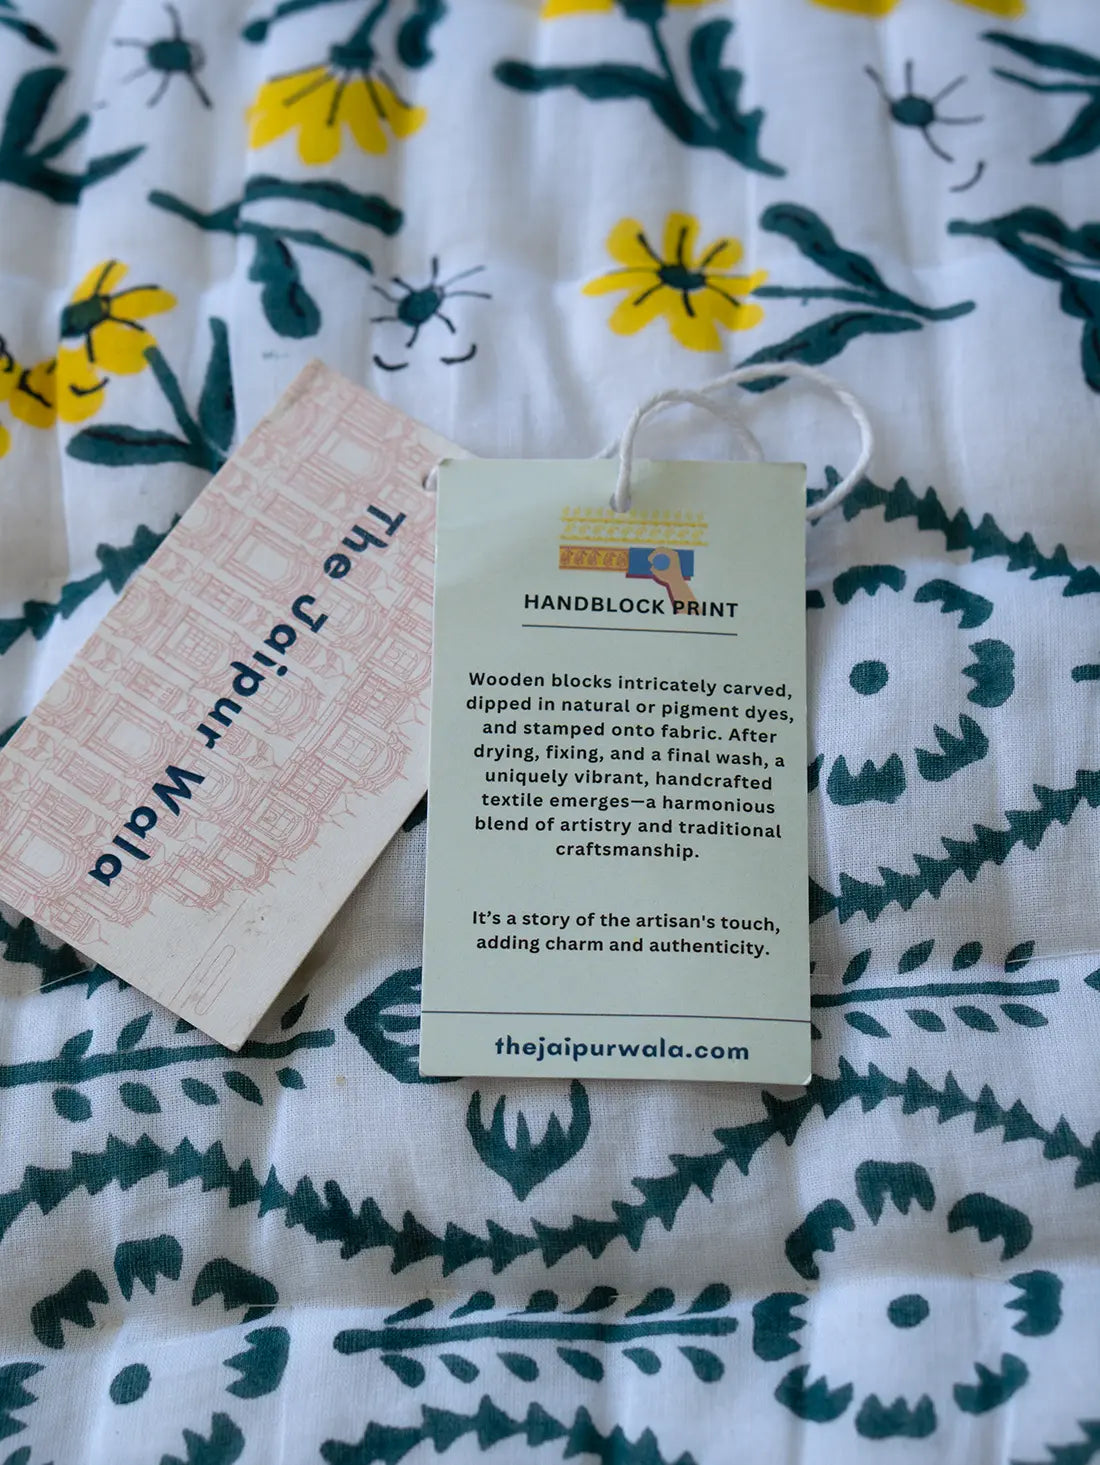 The Jaipur Wala
HANDBLOCK PRINT
Wooden blocks intricately carved,
dipped in natural or pigment dyes,
and stamped onto fabric. After
drying, fixing, and a final wash, a
uniquely vibrant, handcrafted
textile emerges—a harmonious
blend of artistry and traditional
craftsmanship.
It’s a story of the artisan's touch,
adding charm and authenticity.
thejaipurwala.com